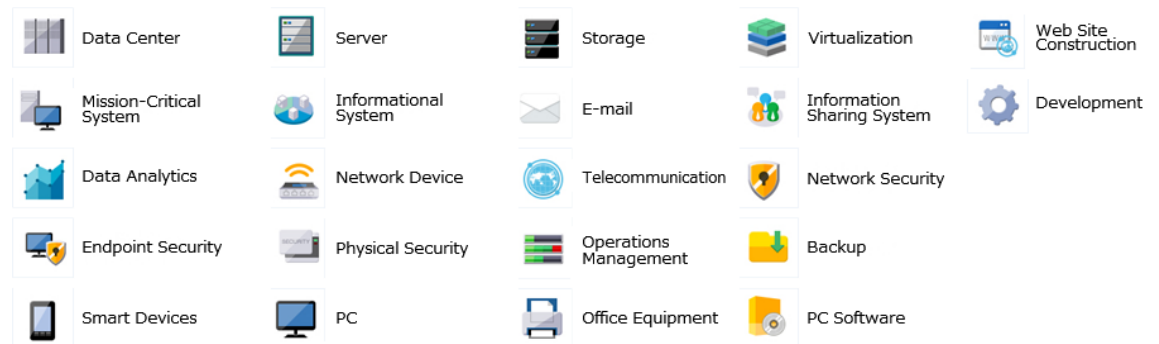 Data Center
Server
Storage
Virtualization
Web Site
Construction
Mission-Critical
System
Informational
System
E-mail
Information
Sharing System
Development
Data Analytics
Network Device
Telecommunication
Network Security
Endpoint Security
SECURITY
Physical Security
Operations
Management
Backup
Smart Devices
PC
Office Equipment
PC Software